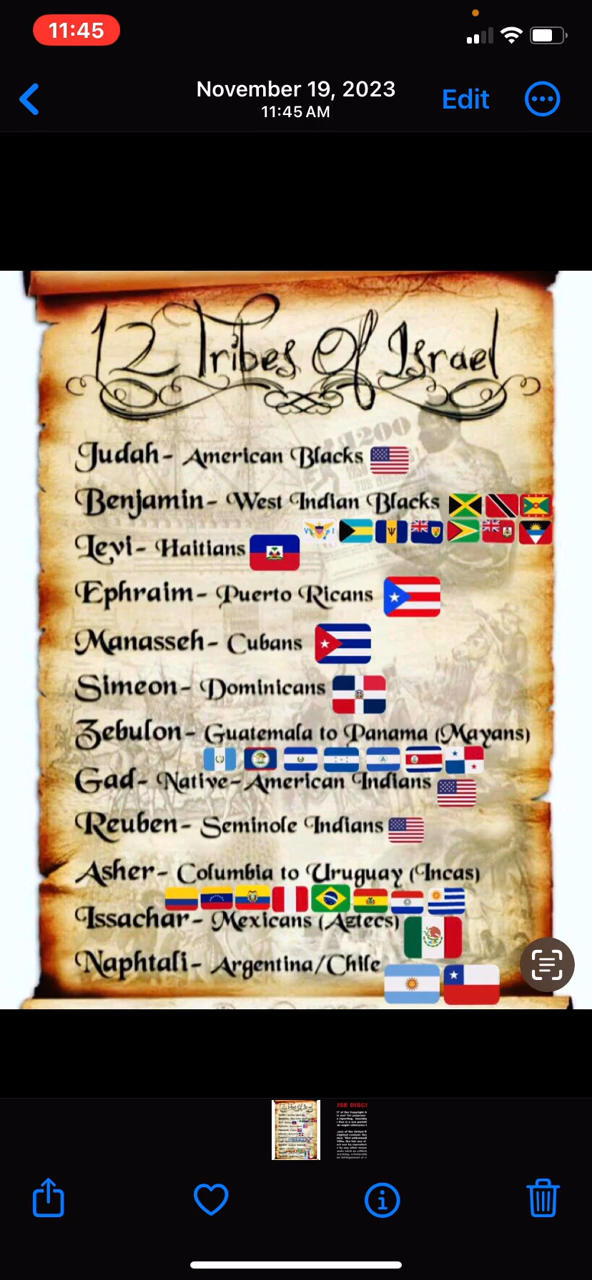 11:45
November 19, 2023
Edit
11:45 AM
12 Tribes Of Israel
1200
Judah- American Blacks
Benjamin- West Indian Blacks
Levi- Haitians
Ephraim- Puerto Ricans
Manasseh- Cubans
Simeon- Dominicans
Zebulon- Guatemala to Panama (Mayans)
Gad- Native-American Indians
Reuben- Seminole Indians
Asher- Columbia to Uruguay (Incas)
Issachar- Mexicans (Aztecs)
Naphtali- Argentina/Chile